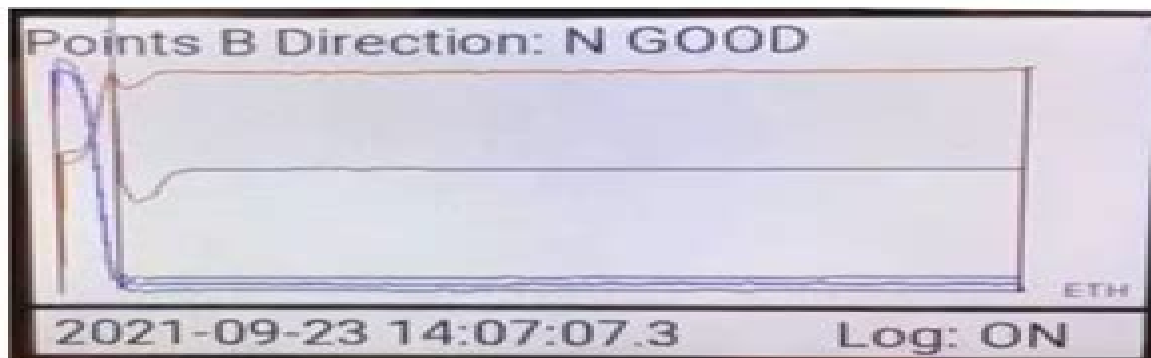 Points B Direction: N GOOD
ETH
2021-09-23 14:07:07.3 Log: ON